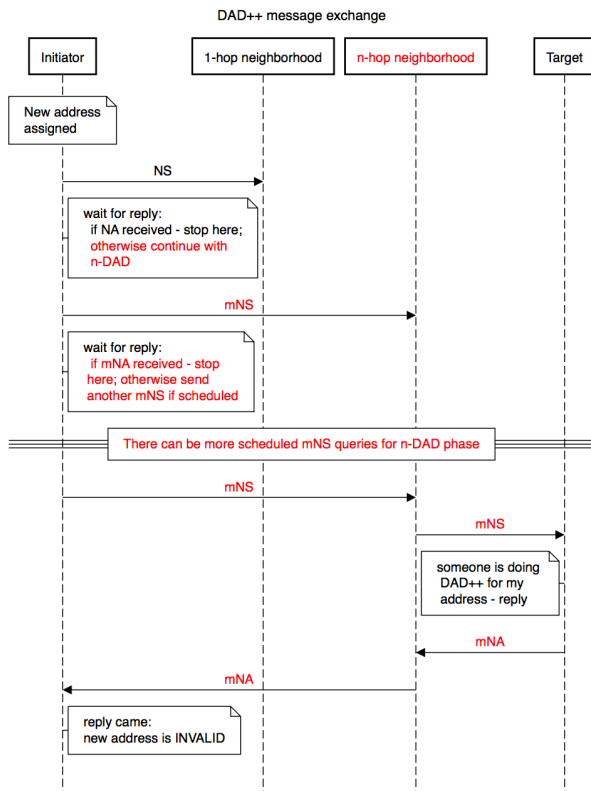 DAD++ message exchange
Initiator
1-hop neighborhood
n-hop neighborhood
Target
New address
assigned
NS
wait for reply:
if NA received - stop here;
otherwise continue with
n-DAD
mNS
wait for reply:
if mNA received - stop
here; otherwise send
another mNS if scheduled
There can be more scheduled mNS queries for n-DAD phase
mNS
mNS
someone is doing
DAD++ for my
address - reply
mNA
mNA
reply came:
new address is INVALID